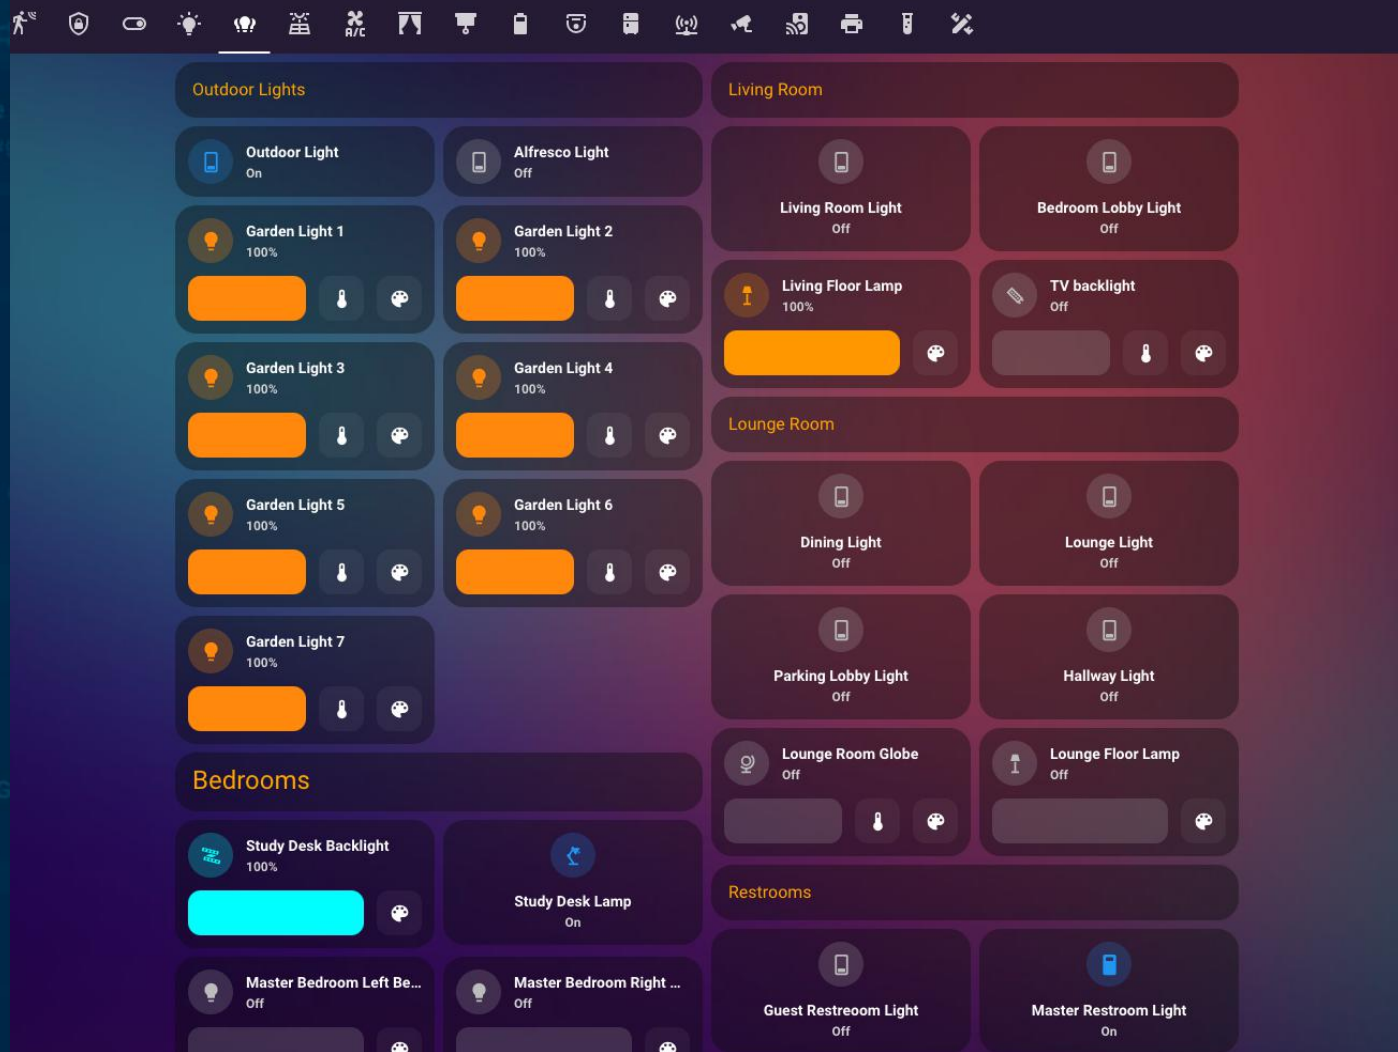 A/C
Outdoor Lights
Outdoor Light
On
Alfresco Light
Off
Garden Light 1
100%
Garden Light 2
100%
Garden Light 3
100%
Garden Light 4
100%
Garden Light 5
100%
Garden Light 6
100%
Garden Light 7
100%
Bedrooms
Study Desk Backlight
100%
Study Desk Lamp
On
Master Bedroom Left Be...
Off
Master Bedroom Right ...
Off
Living Room
Living Room Light
Off
Bedroom Lobby Light
Off
Living Floor Lamp
100%
TV backlight
Off
Lounge Room
Dining Light
Off
Lounge Light
Off
Parking Lobby Light
Off
Hallway Light
Off
Lounge Room Globe
Off
Lounge Floor Lamp
Off
Restrooms
Guest Restreoom Light
Off
Master Restroom Light
On